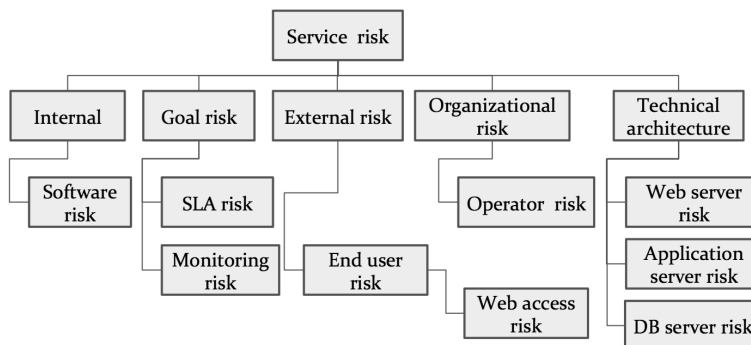 Service risk
Internal
Goal risk
External risk
Organizational
risk
Technical
architecture
Software
risk
SLA risk
Operator risk
Web server
risk
Monitoring
risk
End user
risk
Application
server risk
Web access
risk
DB server risk